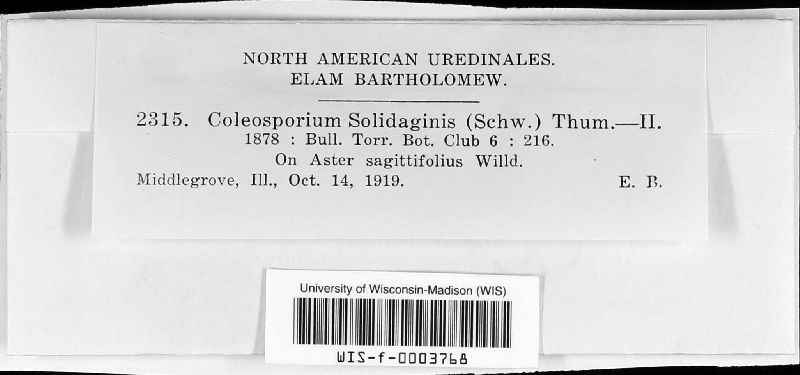 NORTH AMERICAN UREDINALES.
ELAM BARTHOLOMEW.
2315. Coleosporium Solidaginis (Schw.) Thum.—II.
1878 : Bull. Torr. Bot. Club 6 : 216.
On Aster sagittifolius Willd.
Middlegrove, Ill., Oct. 14, 1919. E. B.
University of Wisconsin-Madison (WIS)
WIS-f-0003768